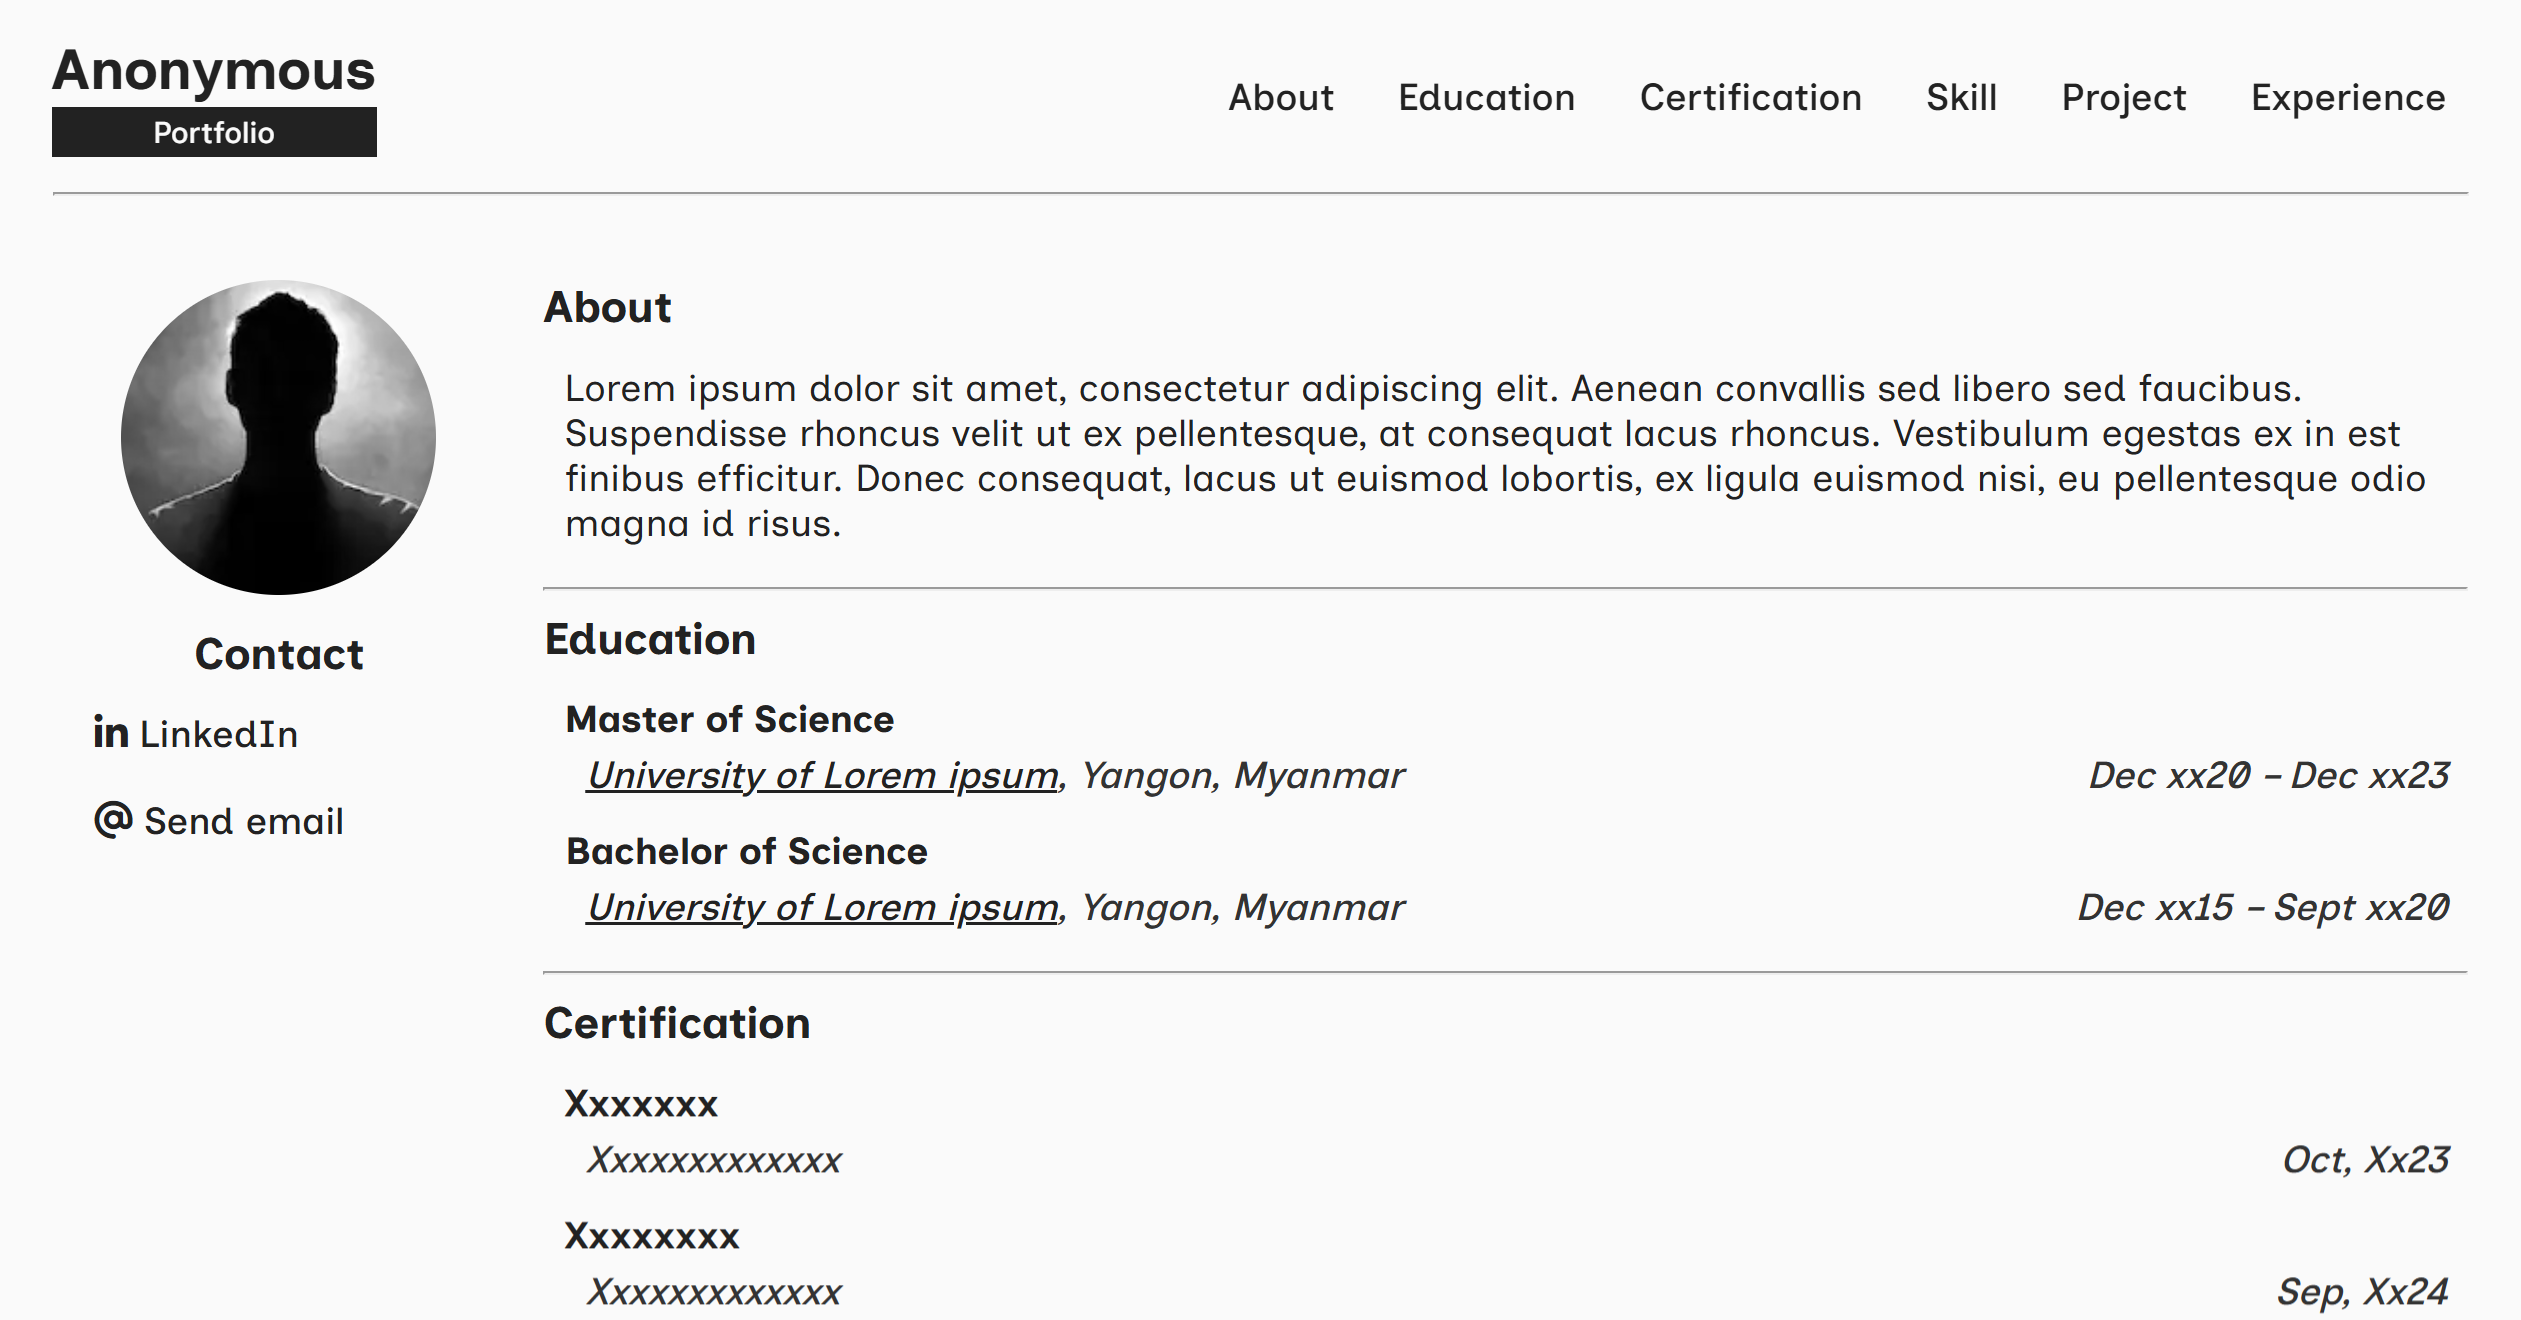 Anonymous
Portfolio
About Education Certification Skill Project Experience
Contact
in LinkedIn
@ Send email
About
Lorem ipsum dolor sit amet, consectetur adipiscing elit. Aenean convallis sed libero sed faucibus.
Suspendisse rhoncus velit ut ex pellentesque, at consequat lacus rhoncus. Vestibulum egestas ex in est
finibus efficitur. Donec consequat, lacus ut euismod lobortis, ex ligula euismod nisi, eu pellentesque odio
magna id risus.
Education
Master of Science
University of Lorem ipsum, Yangon, Myanmar Dec xx20 – Dec xx23
Bachelor of Science
University of Lorem ipsum, Yangon, Myanmar Dec xx15 – Sept xx20
Certification
Xxxxxxx
Xxxxxxxxxxxxx Oct, Xx23
Xxxxxxxx
Xxxxxxxxxxxxx Sep, Xx24